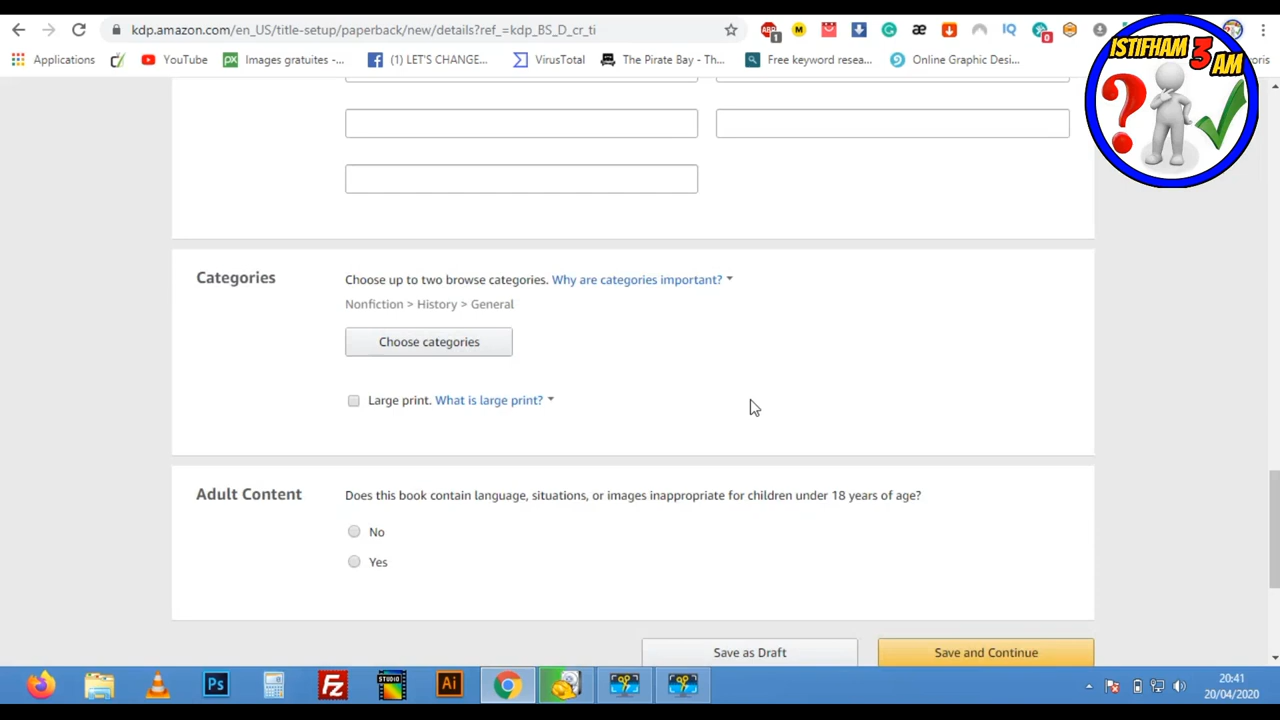 kdp.amazon.com/en_US/title-setup/paperback/new/details?ref_=kdp_BS_D_cr_ti
Applications
YouTube
Images gratuites -...
(1) LET'S CHANGE...
VirusTotal
The Pirate Bay - Th...
Free keyword resea...
Online Graphic Desi...
ISTIFHAM 3 AM
Categories
Choose up to two browse categories. Why are categories important?
Nonfiction > History > General
Choose categories
Large print. What is large print?
Adult Content
Does this book contain language, situations, or images inappropriate for children under 18 years of age?
No
Yes
Save as Draft
Save and Continue
20:41
20/04/2020